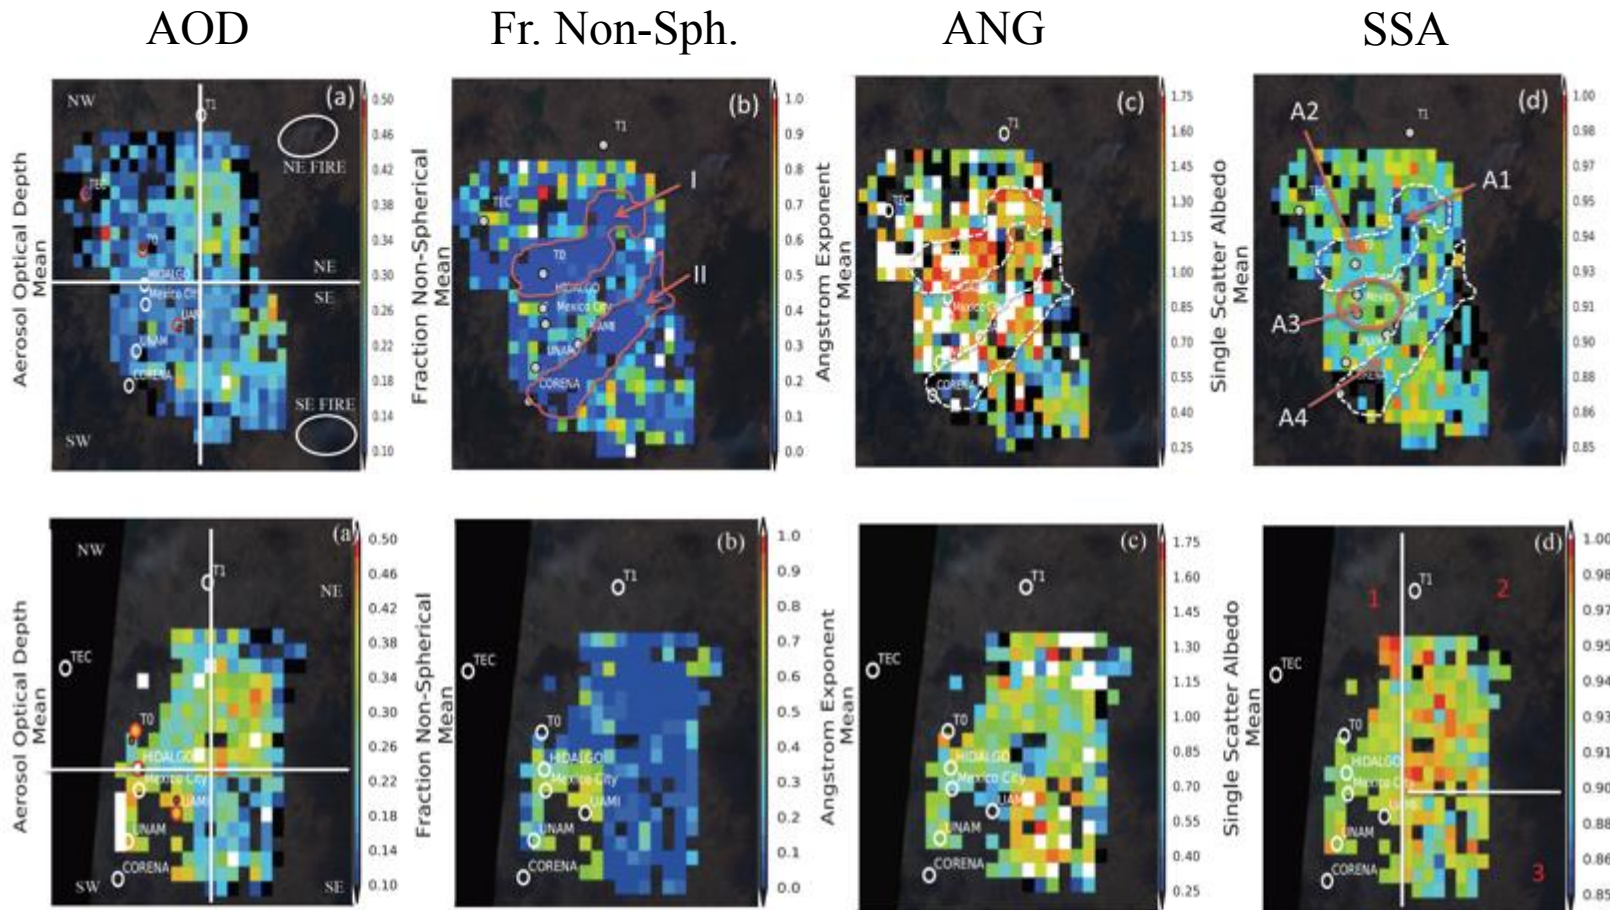 AOD
Fr. Non-Sph.
ANG
SSA
Aerosol Optical Depth
Mean
NW
(a)
T1
NE FIRE
TEC
T0
HIDALGO
NE
Mexico City
SE
UAMI
UNAM
CORENA
SE FIRE
SW
0.50
0.46
0.42
0.38
0.34
0.30
0.26
0.22
0.18
0.14
0.10
Fraction Non-Spherical
Mean
(b)
T1
I
TEC
T0
II
HIDALGO
Mexico City
UAMI
UNAM
CORENA
1.0
0.9
0.8
0.7
0.6
0.5
0.4
0.3
0.2
0.1
0.0
Angstrom Exponent
Mean
(c)
T1
TEC
Mexico City
CORENA
1.75
1.60
1.45
1.30
1.15
1.00
0.85
0.70
0.55
0.40
0.25
Single Scatter Albedo
Mean
(d)
A2
T1
A1
TEC
T0
Mexico
A3
UNAM
A4
1.00
0.98
0.97
0.95
0.94
0.93
0.91
0.90
0.88
0.86
0.85
Aerosol Optical Depth
Mean
NW
(a)
T1
NE
TEC
T0
HIDALGO
Mexico City
UAMI
UNAM
CORENA
SW
SE
0.50
0.46
0.42
0.38
0.34
0.30
0.26
0.22
0.18
0.14
0.10
Fraction Non-Spherical
Mean
(b)
T1
TEC
T0
HIDALGO
Mexico City
UAMI
UNAM
CORENA
1.0
0.9
0.8
0.7
0.6
0.5
0.4
0.3
0.2
0.1
0.0
Angstrom Exponent
Mean
(c)
T1
TEC
T0
HIDALGO
Mexico City
UAMI
UNAM
CORENA
1.75
1.60
1.45
1.30
1.15
1.00
0.85
0.70
0.55
0.40
0.25
Single Scatter Albedo
Mean
(d)
1
T1
2
TEC
T0
HIDALGO
Mexico City
UAMI
UNAM
CORENA
3
1.00
0.98
0.97
0.95
0.94
0.93
0.91
0.90
0.88
0.86
0.85